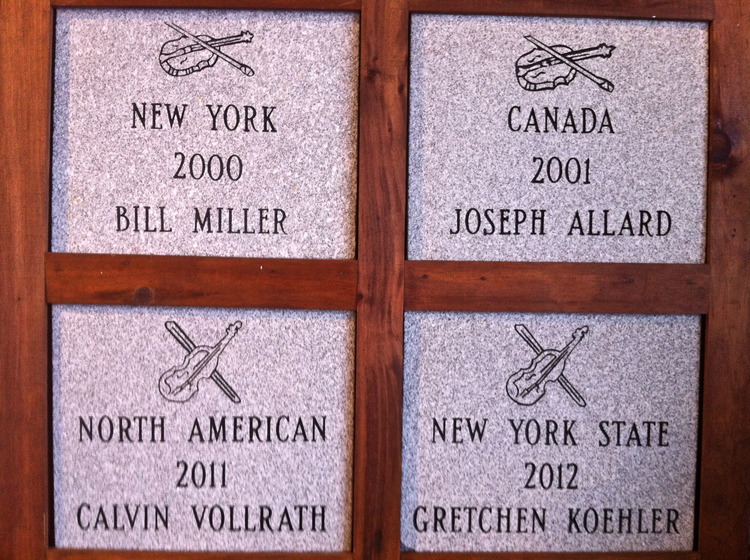 NEW YORK
2000
BILL MILLER
CANADA
2001
JOSEPH ALLARD
NORTH AMERICAN
2011
CALVIN VOLLRATH
NEW YORK STATE
2012
GRETCHEN KOEHLER